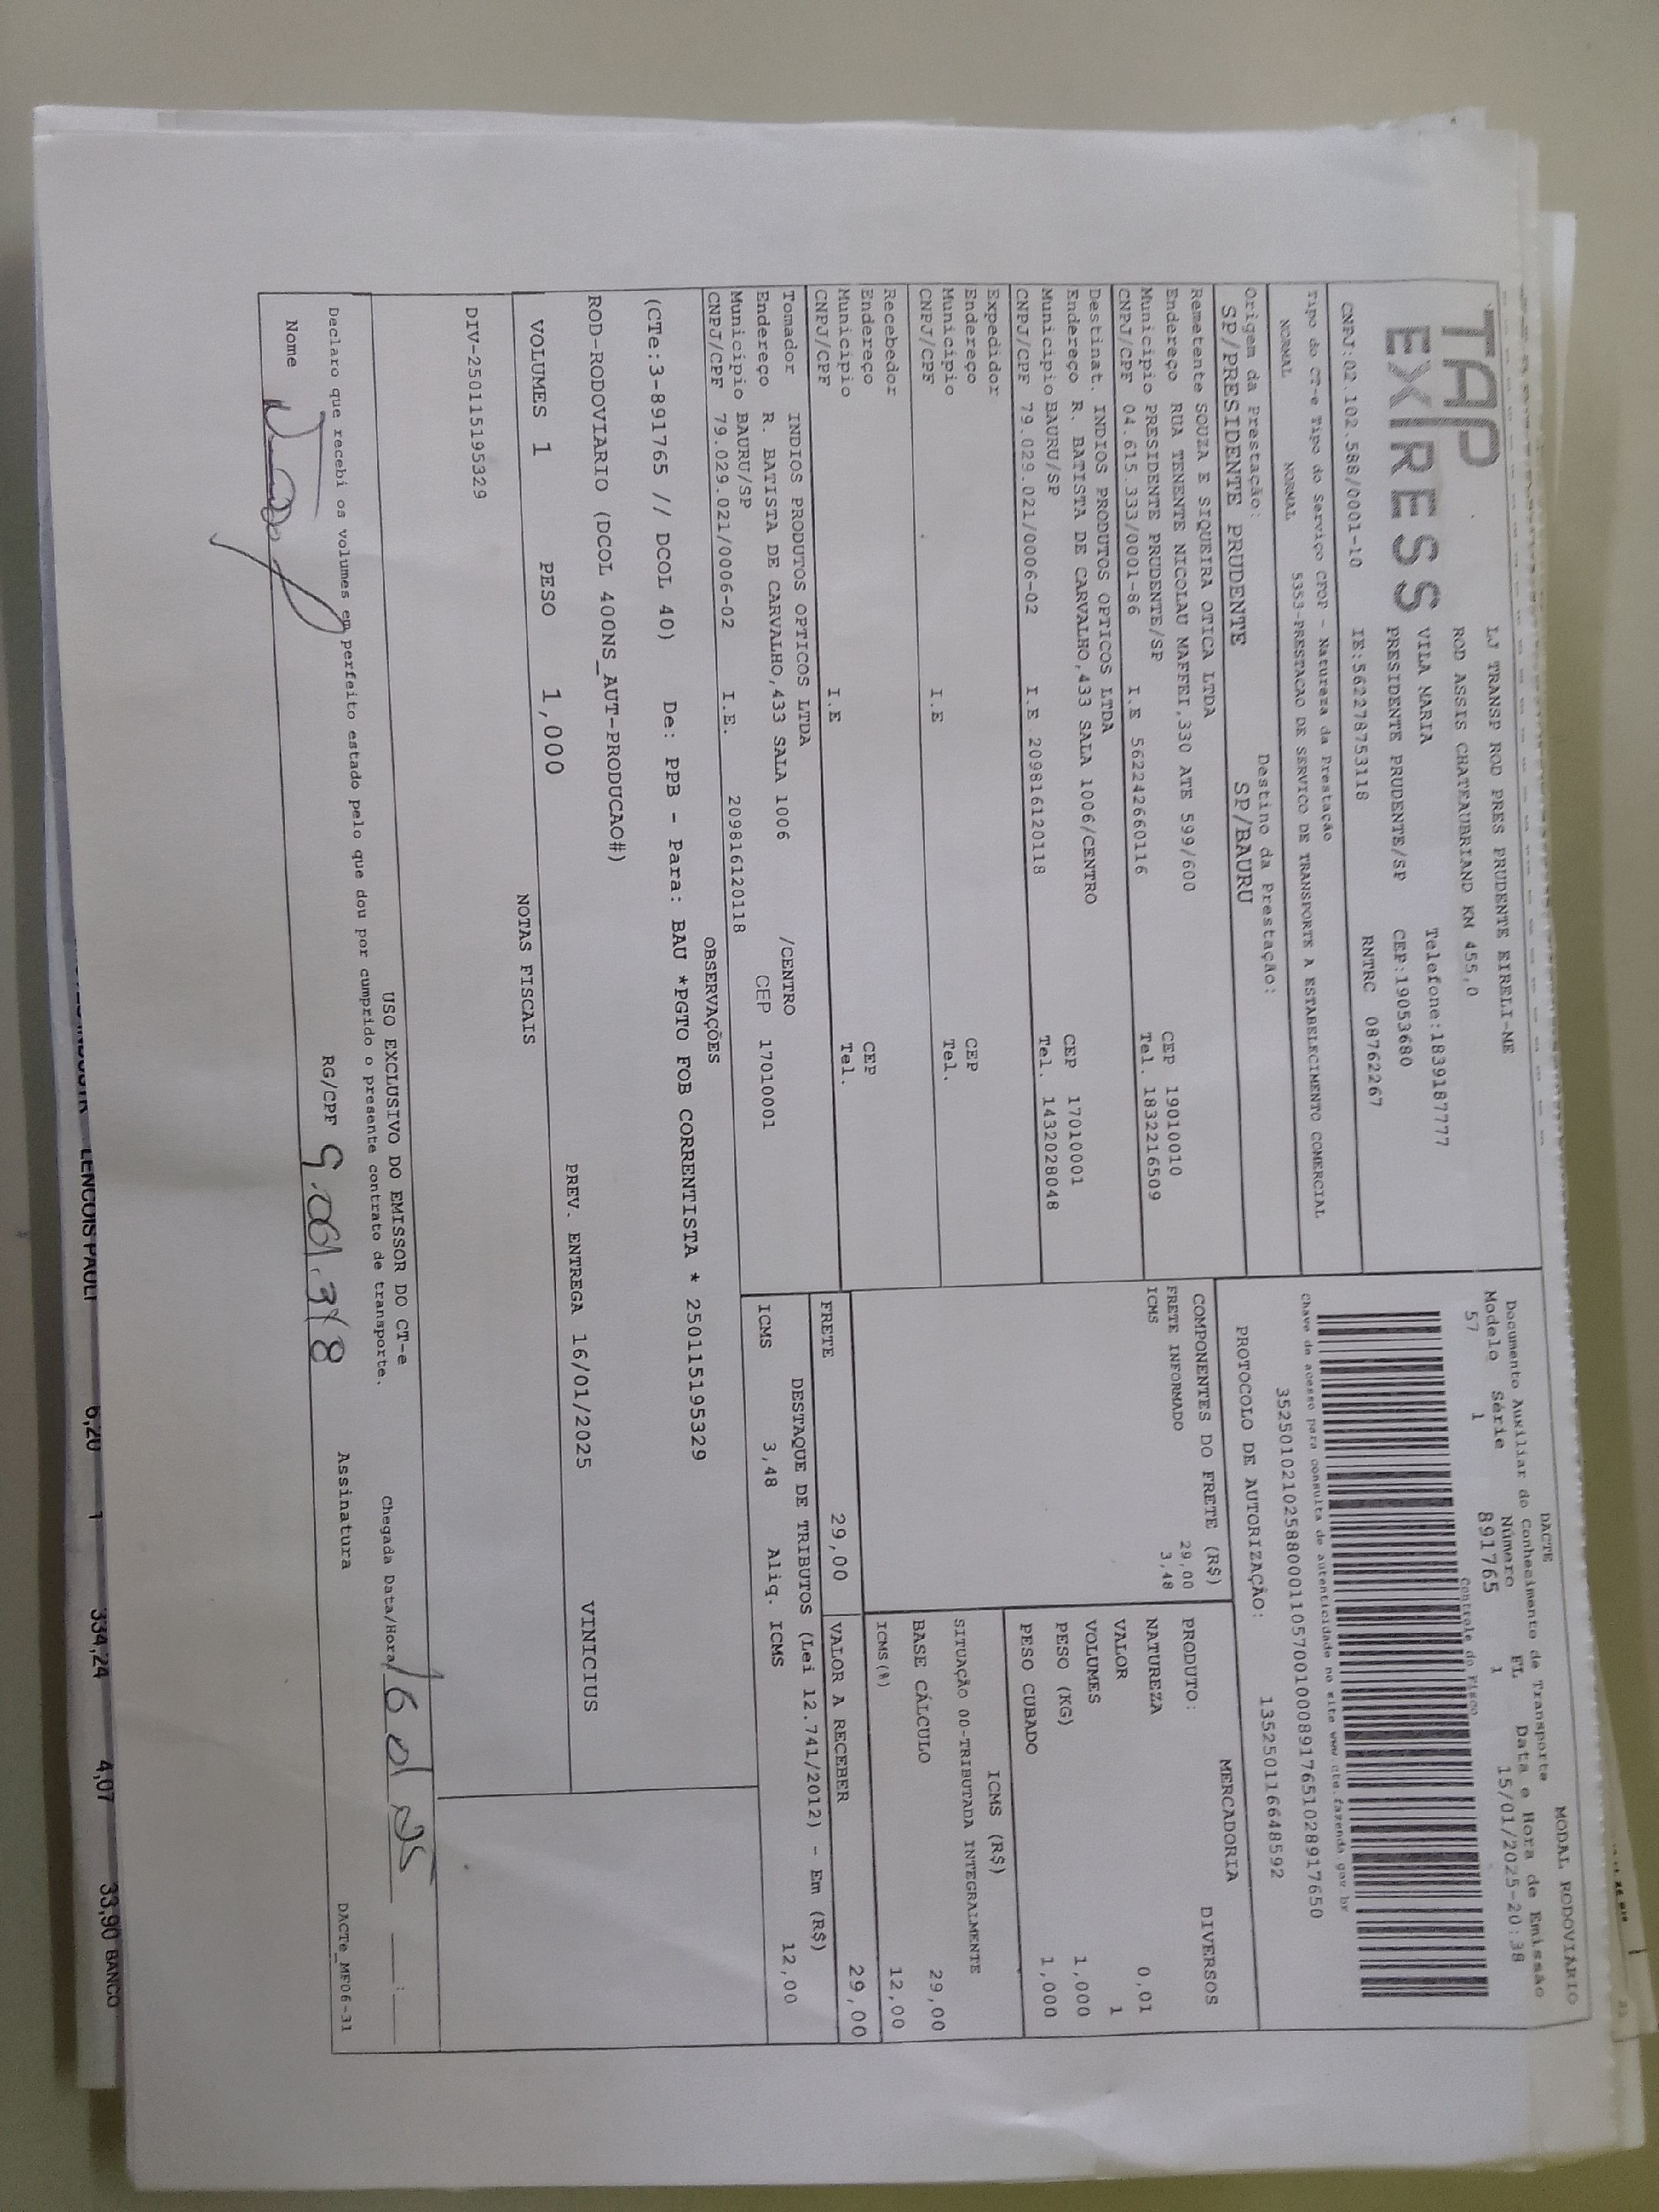 TAP
EXPRESS
LJ TRANSP ROD PRES PRUDENTE EIRELI-ME
ROD ASSIS CHATEAUBRIAND KM 455,0
VILA MARIA Telefone:1839187777
PRESIDENTE PRUDENTE/SP CEP:19053680
CNPJ:02.102.588/0001-10 IE:562278753118 RNTRC 08762267
Tipo do CT-e Tipo do Serviço CFOP - Natureza da Prestação
NORMAL NORMAL 5353-PRESTACAO DE SERVICO DE TRANSPORTE A ESTABELECIMENTO COMERCIAL
Origem da Prestação: Destino da Prestação:
SP/PRESIDENTE PRUDENTE SP/BAURU
DACTE MODAL RODOVIÁRIO
Documento Auxiliar do Conhecimento de Transporte
Modelo Série Número FL Data e Hora de Emissão
57 1 891765 1 15/01/2025-20:38
Controle do Fisco
Chave de acesso para consulta de autenticidade no site www.cte.fazenda.gov.br
35250102102588000110570010008917651028917650
PROTOCOLO DE AUTORIZAÇÃO: 135250116648592
Remetente SOUZA E SIQUEIRA OTICA LTDA
Endereço RUA TENENTE NICOLAU MAFFEI,330 ATE 599/600 CEP 19010010
Município PRESIDENTE PRUDENTE/SP Tel. 1832216509
CNPJ/CPF 04.615.333/0001-86 I.E 562242660116
Destinat. INDIOS PRODUTOS OPTICOS LTDA
Endereço R. BATISTA DE CARVALHO,433 SALA 1006/CENTRO CEP 17010001
Município BAURU/SP Tel. 1432028048
CNPJ/CPF 79.029.021/0006-02 I.E 209816120118
Expedidor
Endereço CEP
Município Tel.
CNPJ/CPF I.E
Recebedor
Endereço CEP
Município Tel.
CNPJ/CPF I.E
Tomador INDIOS PRODUTOS OPTICOS LTDA
Endereço R. BATISTA DE CARVALHO,433 SALA 1006 /CENTRO
Município BAURU/SP CEP 17010001
CNPJ/CPF 79.029.021/0006-02 I.E. 209816120118
COMPONENTES DO FRETE (R$)
FRETE INFORMADO 29,00
ICMS 3,48
MERCADORIA
PRODUTO: DIVERSOS
NATUREZA
VALOR 0,01
VOLUMES 1
PESO (KG) 1,000
PESO CUBADO 1,000
ICMS (R$)
SITUAÇÃO 00-TRIBUTADA INTEGRALMENTE
BASE CÁLCULO 29,00
ICMS(%) 12,00
FRETE 29,00 VALOR A RECEBER 29,00
DESTAQUE DE TRIBUTOS (Lei 12.741/2012) - Em (R$)
ICMS 3,48 Aliq. ICMS 12,00
OBSERVAÇÕES
(CTe:3-891765 // DCOL 40) De: PPB - Para: BAU *PGTO FOB CORRENTISTA * 250115195329
ROD-RODOVIARIO (DCOL 400NS_AUT-PRODUCAO#)
VOLUMES 1 PESO 1,000 PREV. ENTREGA 16/01/2025 VINICIUS
NOTAS FISCAIS
DIV-250115195329
USO EXCLUSIVO DO EMISSOR DO CT-e
Declaro que recebi os volumes em perfeito estado pelo que dou por cumprido o presente contrato de transporte.
Chegada Data/Hora 16 01 25 :
Nome RG/CPF Assinatura
DACTe_MF06-31
LENCOIS PAULI 6,20 1 334,24 4,07 33,90 BANCO